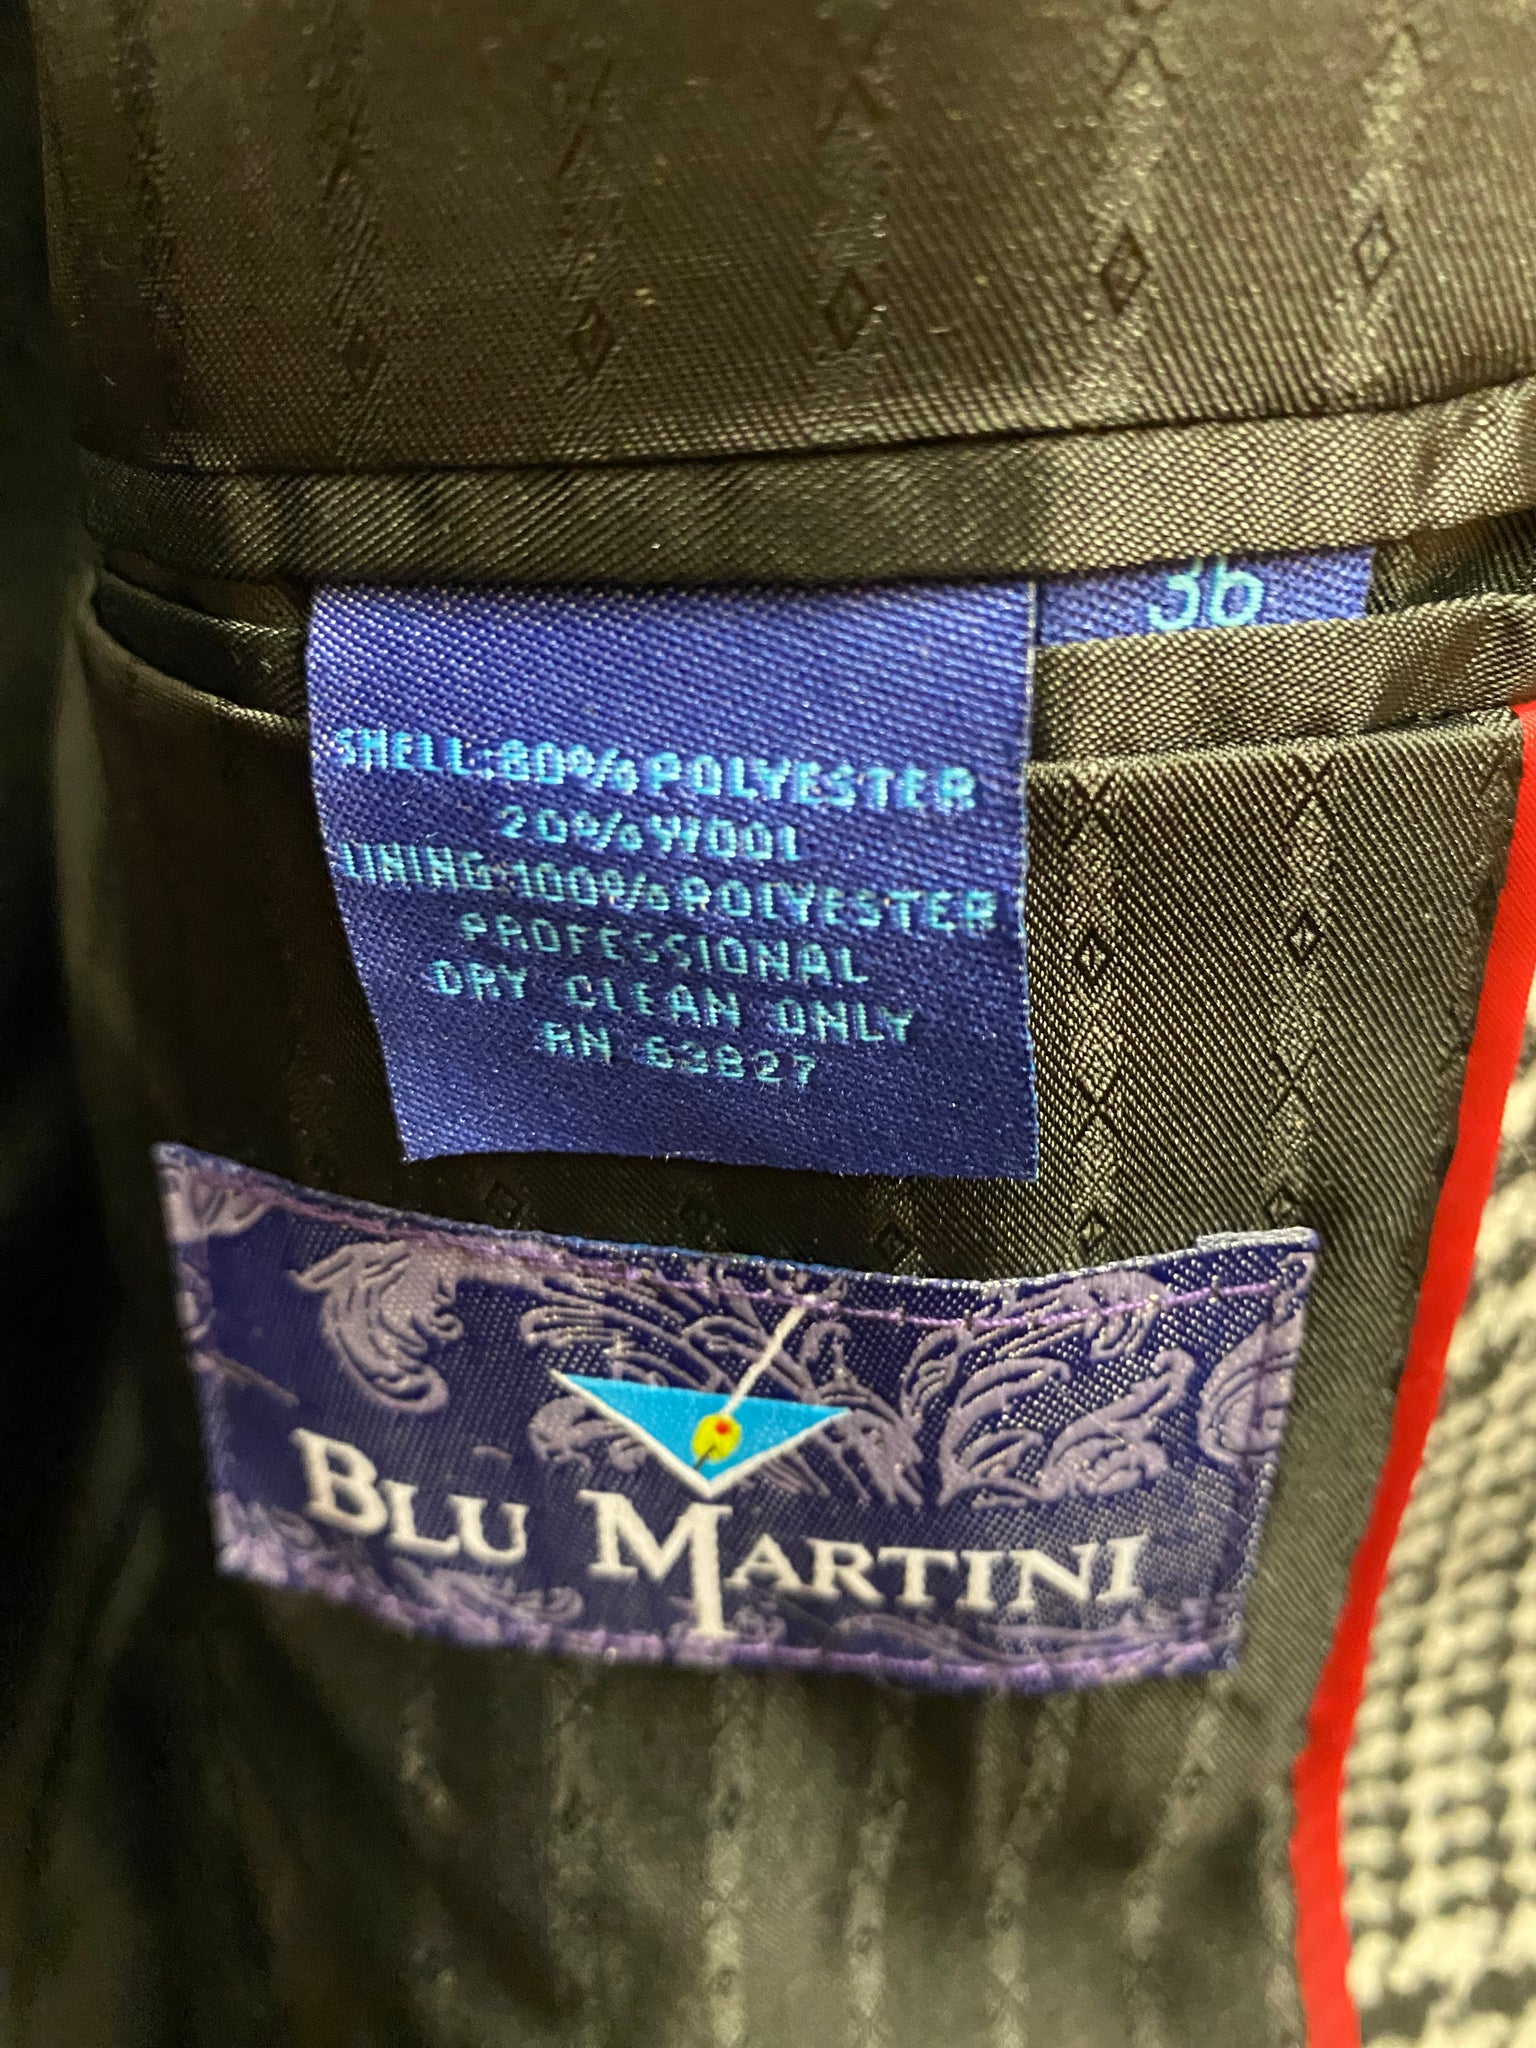 36
SHELL:80%POLYESTER
20%WOOL
LINING:100%POLYESTER
PROFESSIONAL
DRY CLEAN ONLY
RN 63827
BLU MARTINI